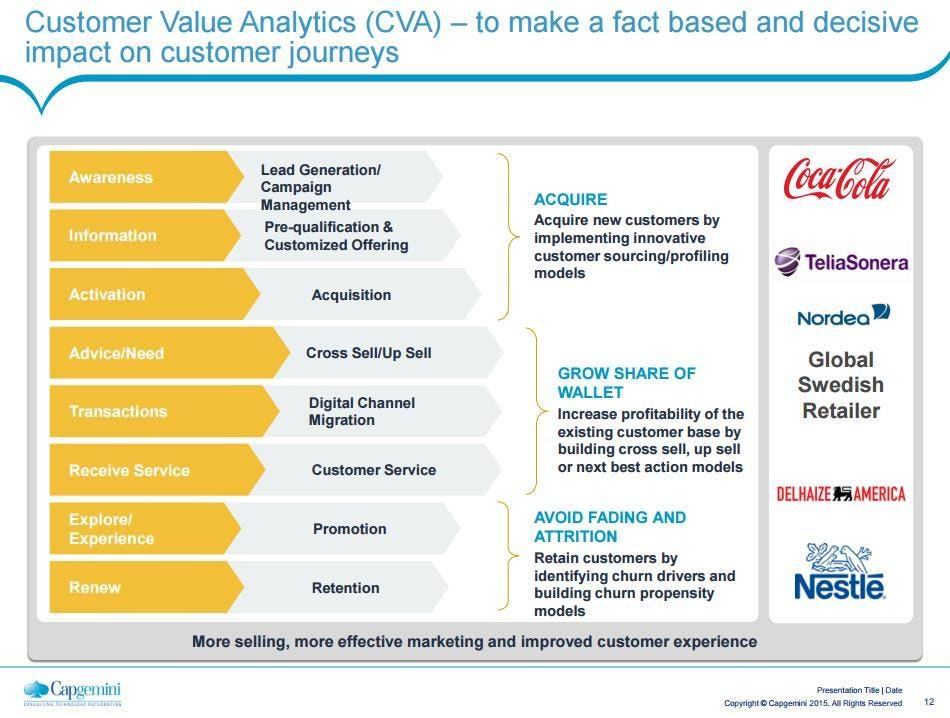 Customer Value Analytics (CVA) – to make a fact based and decisive
impact on customer journeys
Awareness
Lead Generation/
Campaign
Management
Information
Pre-qualification &
Customized Offering
Activation
Acquisition
Advice/Need
Cross Sell/Up Sell
Transactions
Digital Channel
Migration
Receive Service
Customer Service
Explore/
Experience
Promotion
Renew
Retention
ACQUIRE
Acquire new customers by
implementing innovative
customer sourcing/profiling
models
GROW SHARE OF
WALLET
Increase profitability of the
existing customer base by
building cross sell, up sell
or next best action models
AVOID FADING AND
ATTRITION
Retain customers by
identifying churn drivers and
building churn propensity
models
Coca-Cola
TeliaSonera
Nordea
Global
Swedish
Retailer
DELHAIZE AMERICA
Nestlé
More selling, more effective marketing and improved customer experience
Capgemini
CONSULTING.TECHNOLOGY.OUTSOURCING
Presentation Title | Date
Copyright © Capgemini 2015. All Rights Reserved
12